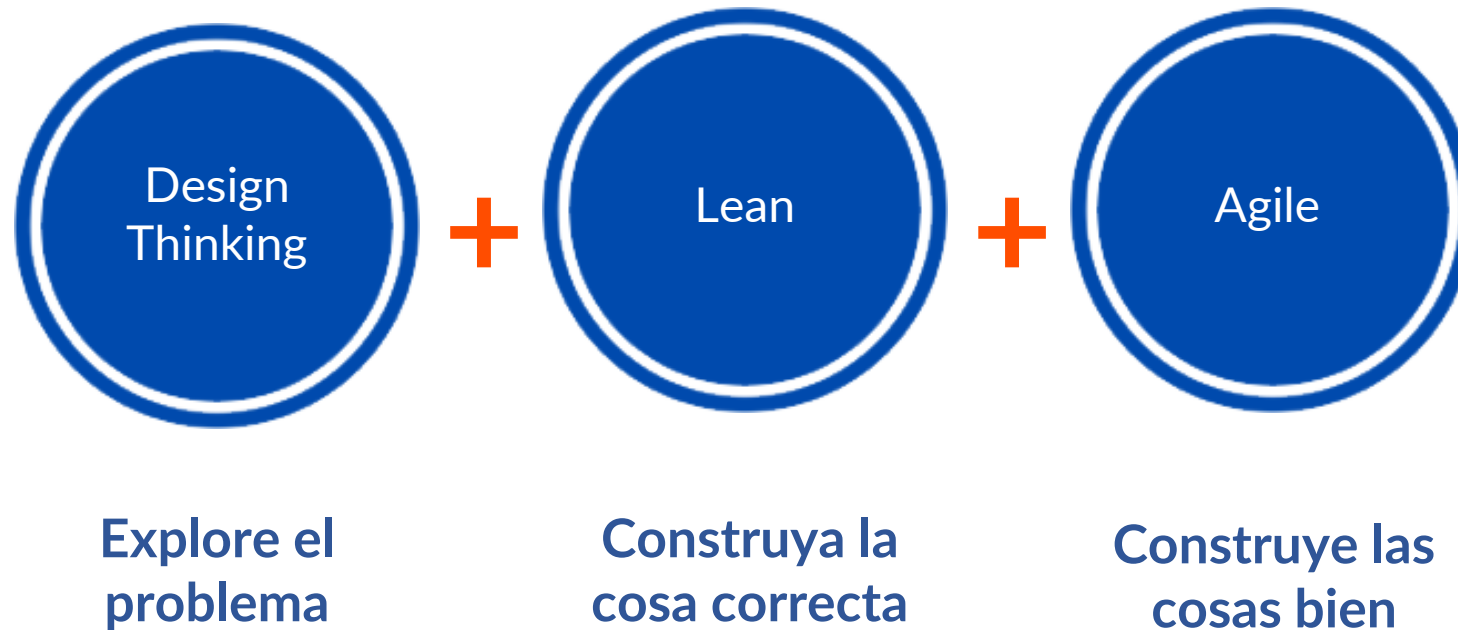 Design
Thinking
Lean
Agile
Explore el
problema
Construya la
cosa correcta
Construye las
cosas bien